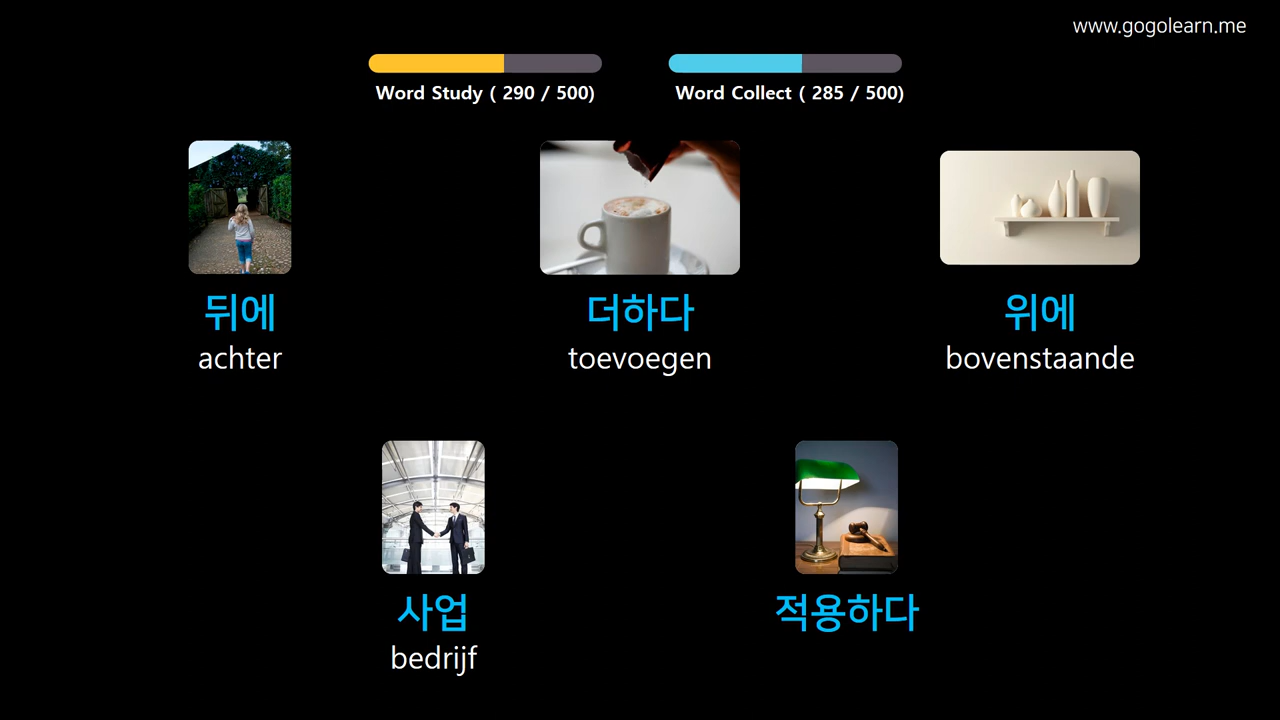 www.gogolearn.me
Word Study ( 290 / 500)
Word Collect ( 285 / 500)
뒤에
achter
더하다
toevoegen
위에
bovenstaande
사업
bedrijf
적용하다